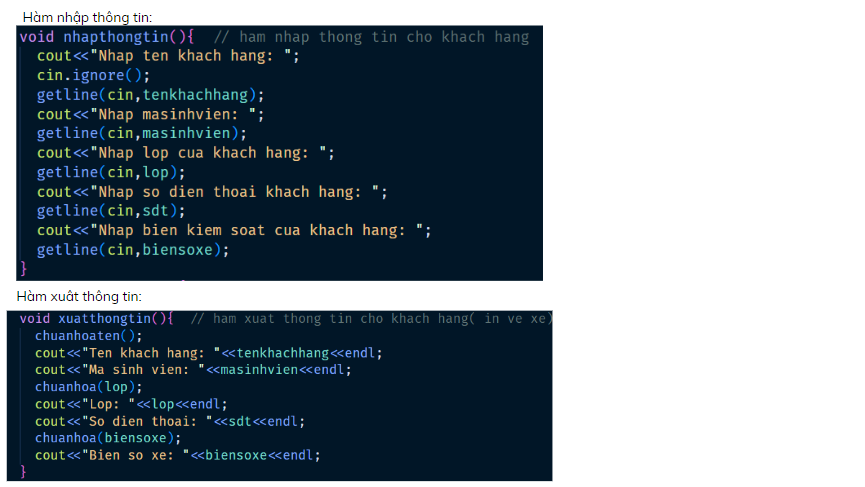 Hàm nhập thông tin:
void nhapthongtin(){  // ham nhap thong tin cho khach hang
cout<<"Nhap ten khach hang: ";
cin.ignore();
getline(cin,tenkhachhang);
cout<<"Nhap masinhvien: ";
getline(cin,masinhvien);
cout<<"Nhap lop cua khach hang: ";
getline(cin,lop);
cout<<"Nhap so dien thoai khach hang: ";
getline(cin,sdt);
cout<<"Nhap bien kiem soat cua khach hang: ";
getline(cin,biensoxe);
}
Hàm xuất thông tin:
void xuatthongtin(){  // ham xuat thong tin cho khach hang( in ve xe)
chuanhoaten();
cout<<"Ten khach hang: "<<tenkhachhang<<endl;
cout<<"Ma sinh vien: "<<masinhvien<<endl;
chuanhoa(lop);
cout<<"Lop: "<<lop<<endl;
cout<<"So dien thoai: "<<sdt<<endl;
chuanhoa(biensoxe);
cout<<"Bien so xe: "<<biensoxe<<endl;
}